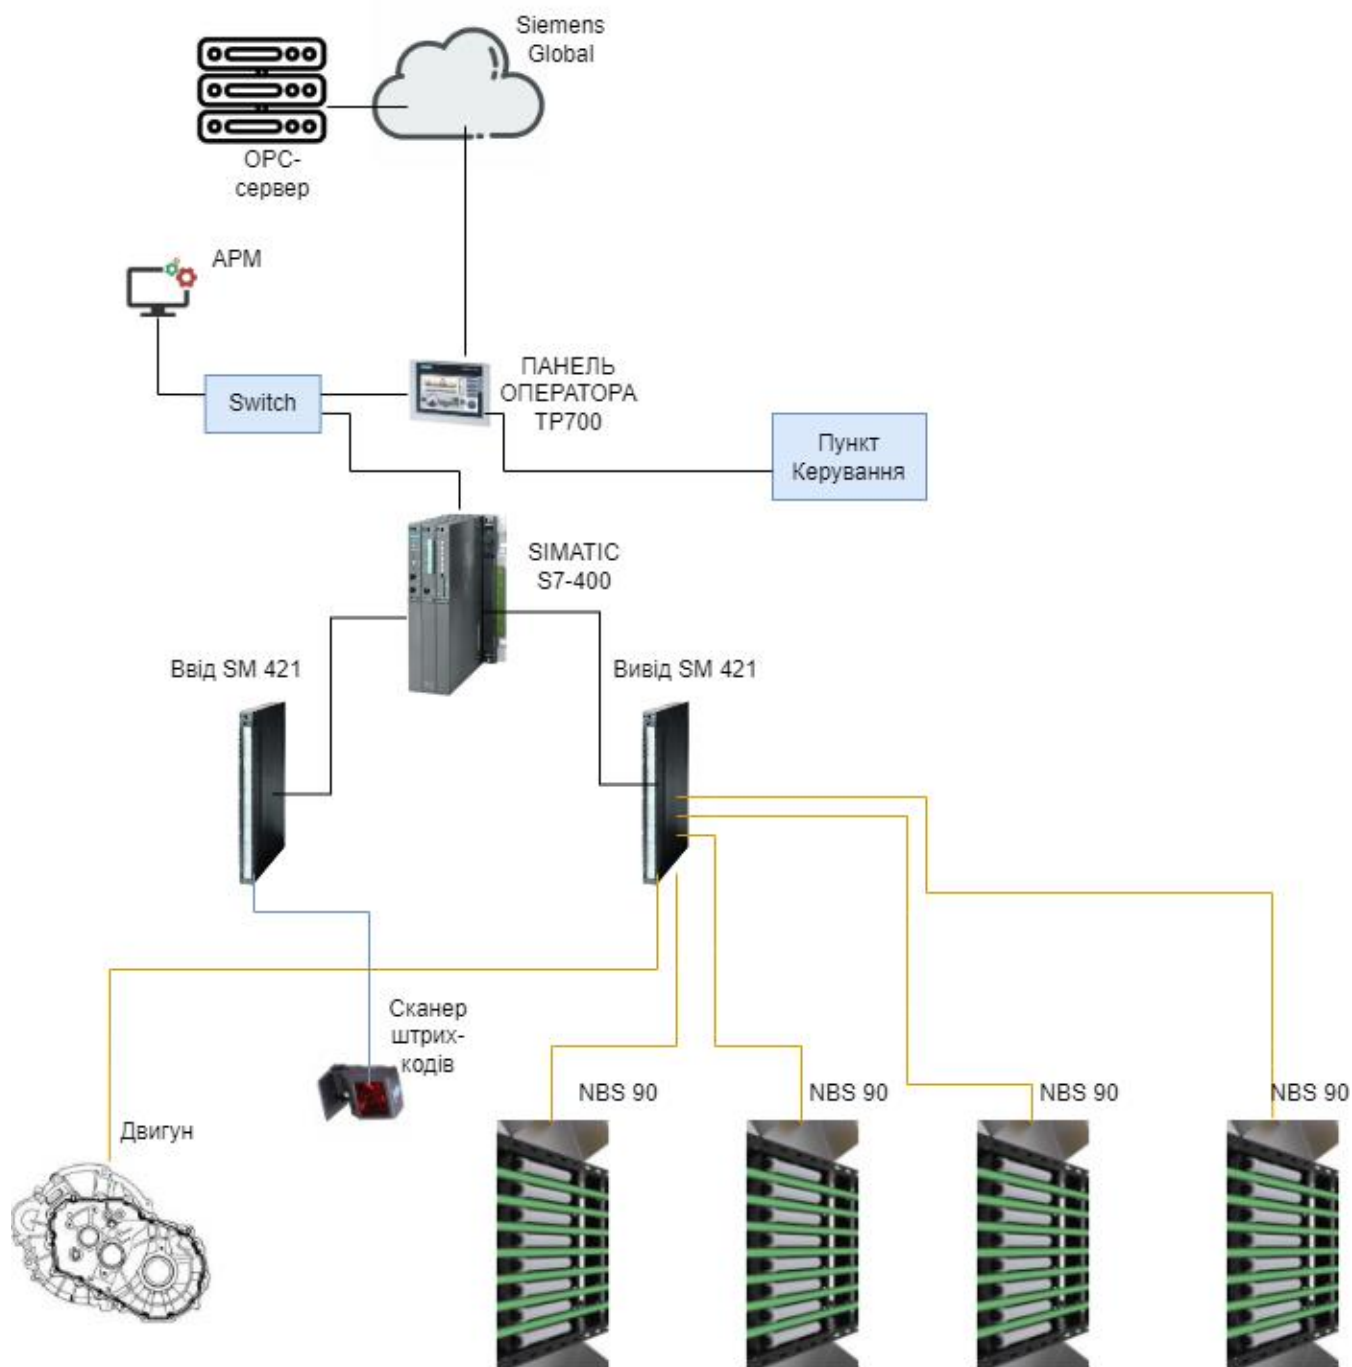 Siemens
Global
OPC-
сервер
АРМ
ПАНЕЛЬ
ОПЕРАТОРА
TP700
Switch
Пункт
Керування
SIMATIC
S7-400
Ввід SM 421
Вивід SM 421
Сканер
штрих-
кодів
NBS 90
NBS 90
NBS 90
NBS 90
Двигун